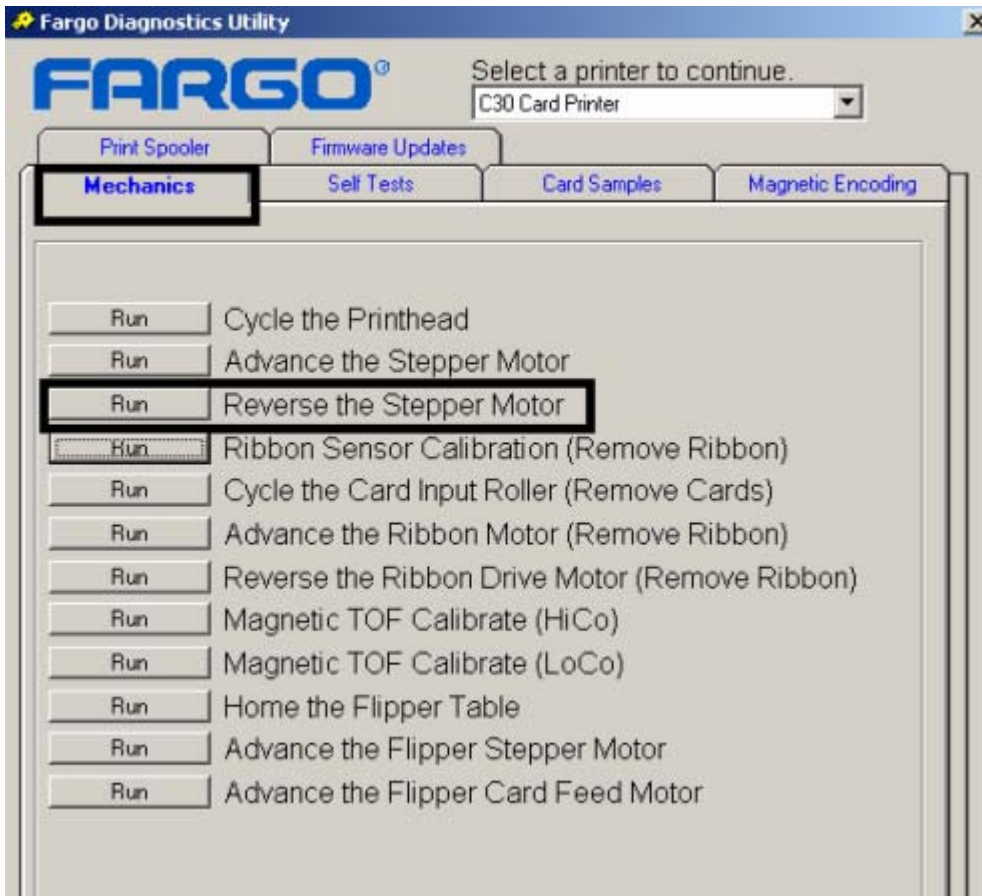 Fargo Diagnostics Utility
FARGO®
Select a printer to continue.
C30 Card Printer
Print Spooler Firmware Updates
Mechanics Self Tests Card Samples Magnetic Encoding
Run Cycle the Printhead
Run Advance the Stepper Motor
Run Reverse the Stepper Motor
Run Ribbon Sensor Calibration (Remove Ribbon)
Run Cycle the Card Input Roller (Remove Cards)
Run Advance the Ribbon Motor (Remove Ribbon)
Run Reverse the Ribbon Drive Motor (Remove Ribbon)
Run Magnetic TOF Calibrate (HiCo)
Run Magnetic TOF Calibrate (LoCo)
Run Home the Flipper Table
Run Advance the Flipper Stepper Motor
Run Advance the Flipper Card Feed Motor